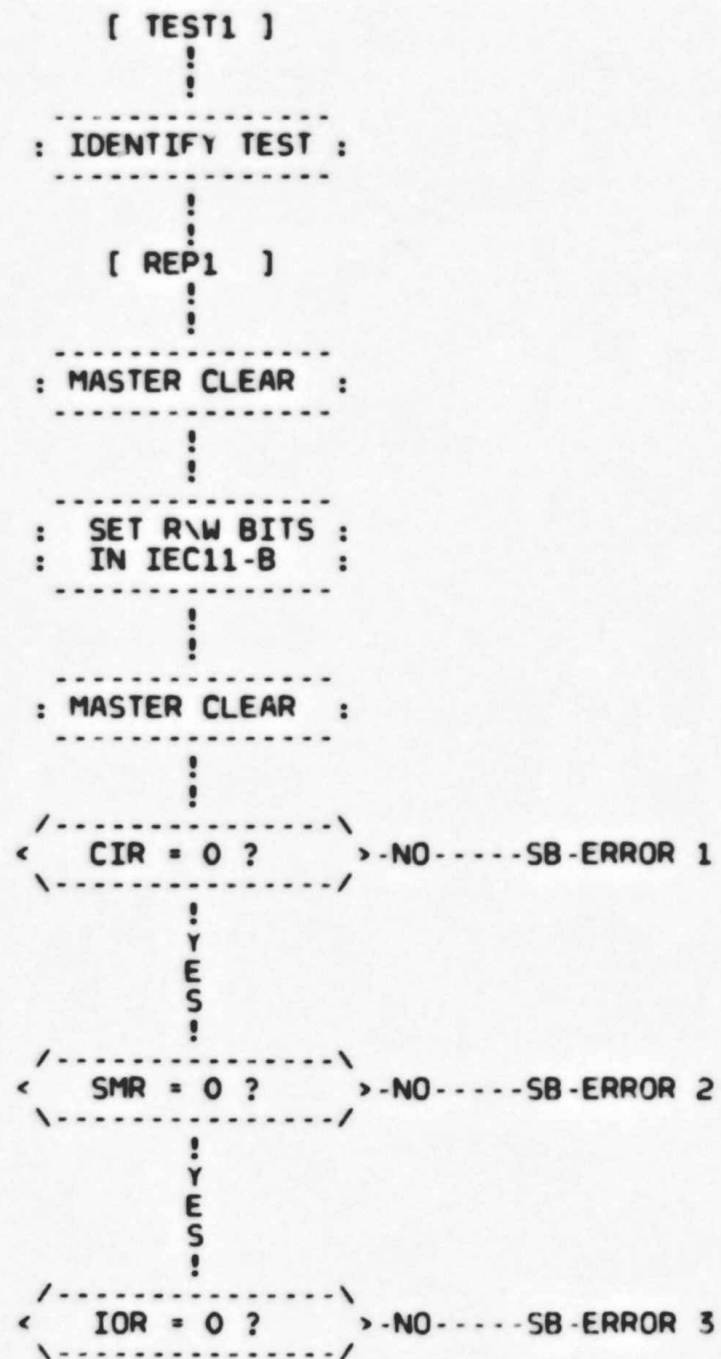 [ TEST1 ]
!
!
- - - - - - - - - - - - - -
: IDENTIFY TEST :
- - - - - - - - - - - - - -
!
!
[ REP1 ]
!
!
- - - - - - - - - - - - - -
: MASTER CLEAR :
- - - - - - - - - - - - - -
!
!
- - - - - - - - - - - - - -
: SET R\W BITS :
: IN IEC11-B :
- - - - - - - - - - - - - -
!
!
- - - - - - - - - - - - - -
: MASTER CLEAR :
- - - - - - - - - - - - - -
!
!
/- - - - - - - - - - - - - -\
< CIR = 0 ? >-NO-----SB-ERROR 1
\- - - - - - - - - - - - - -/
!
Y
E
S
!
/- - - - - - - - - - - - - -\
< SMR = 0 ? >-NO-----SB-ERROR 2
\- - - - - - - - - - - - - -/
!
Y
E
S
!
/- - - - - - - - - - - - - -\
< IOR = 0 ? >-NO-----SB-ERROR 3
\- - - - - - - - - - - - - -/